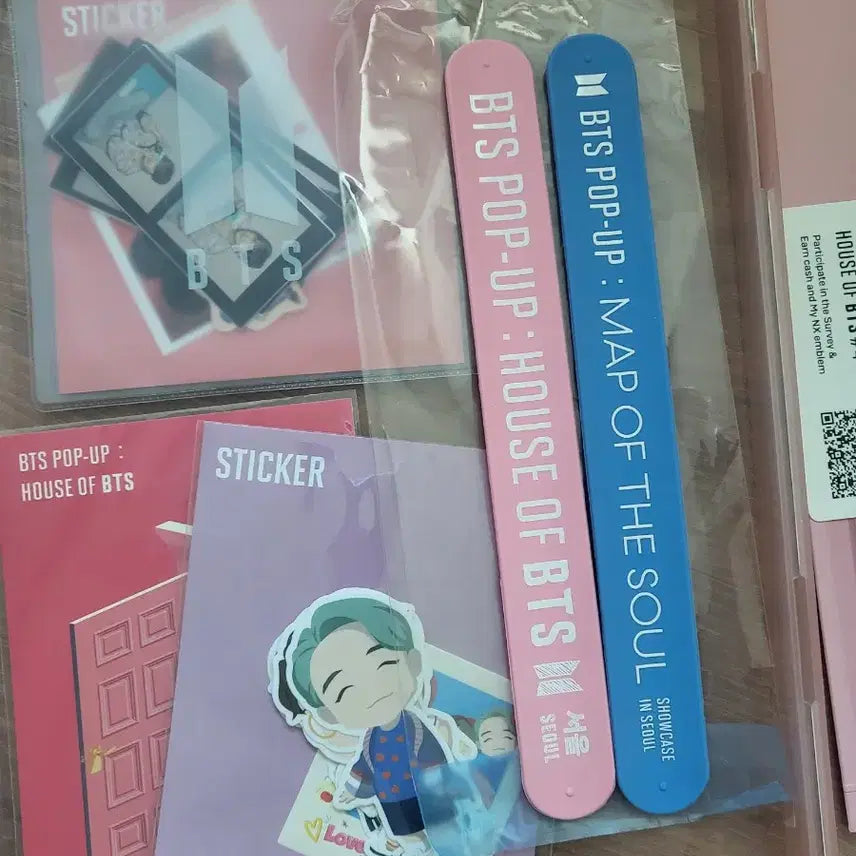 STICKER
BTS
BTS POP-UP : HOUSE OF BTS
서울
SEOUL
BTS POP-UP : MAP OF THE SOUL
SHOWCASE
IN SEOUL
HOUSE OF BTS
Participate in the Survey &
Earn cash and My NX emblem
BTS POP-UP :
HOUSE OF BTS
STICKER
LOVE